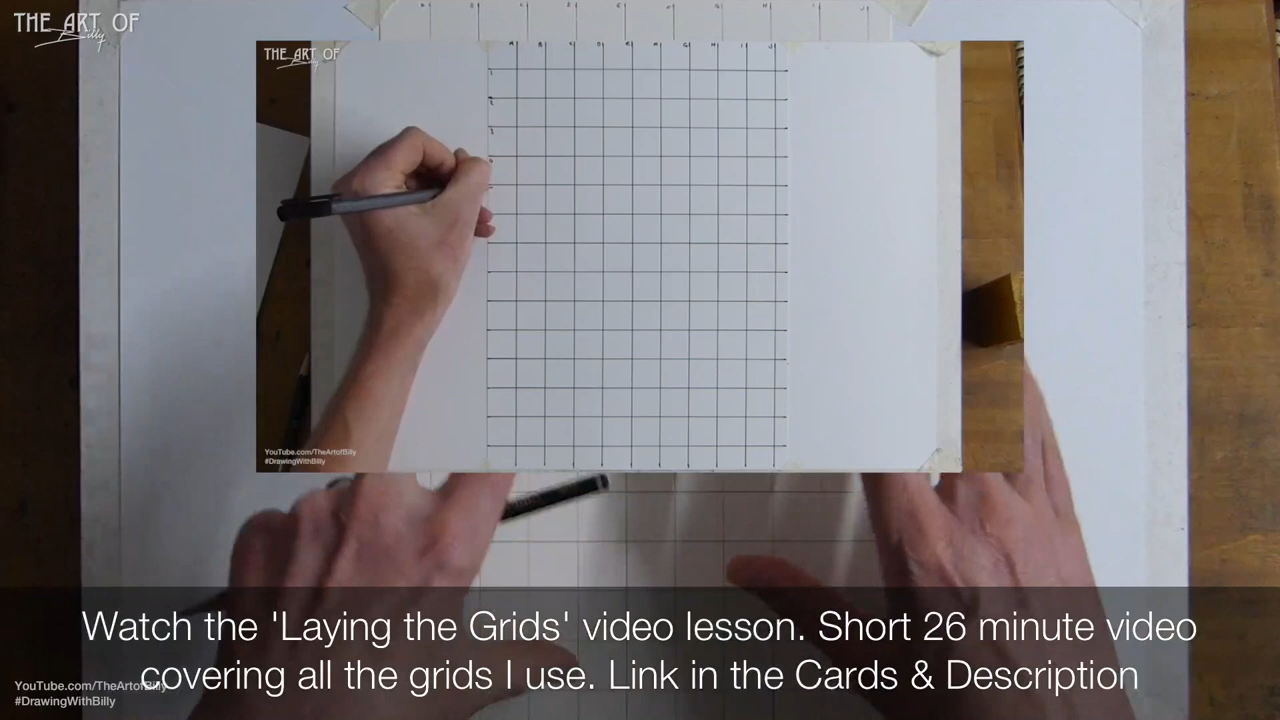 THE ART OF
Billy
THE ART OF
Billy
YouTube.com/TheArtofBilly
#DrawingWithBilly
Watch the 'Laying the Grids' video lesson. Short 26 minute video
covering all the grids I use. Link in the Cards & Description
YouTube.com/TheArtofBilly
#DrawingWithBilly